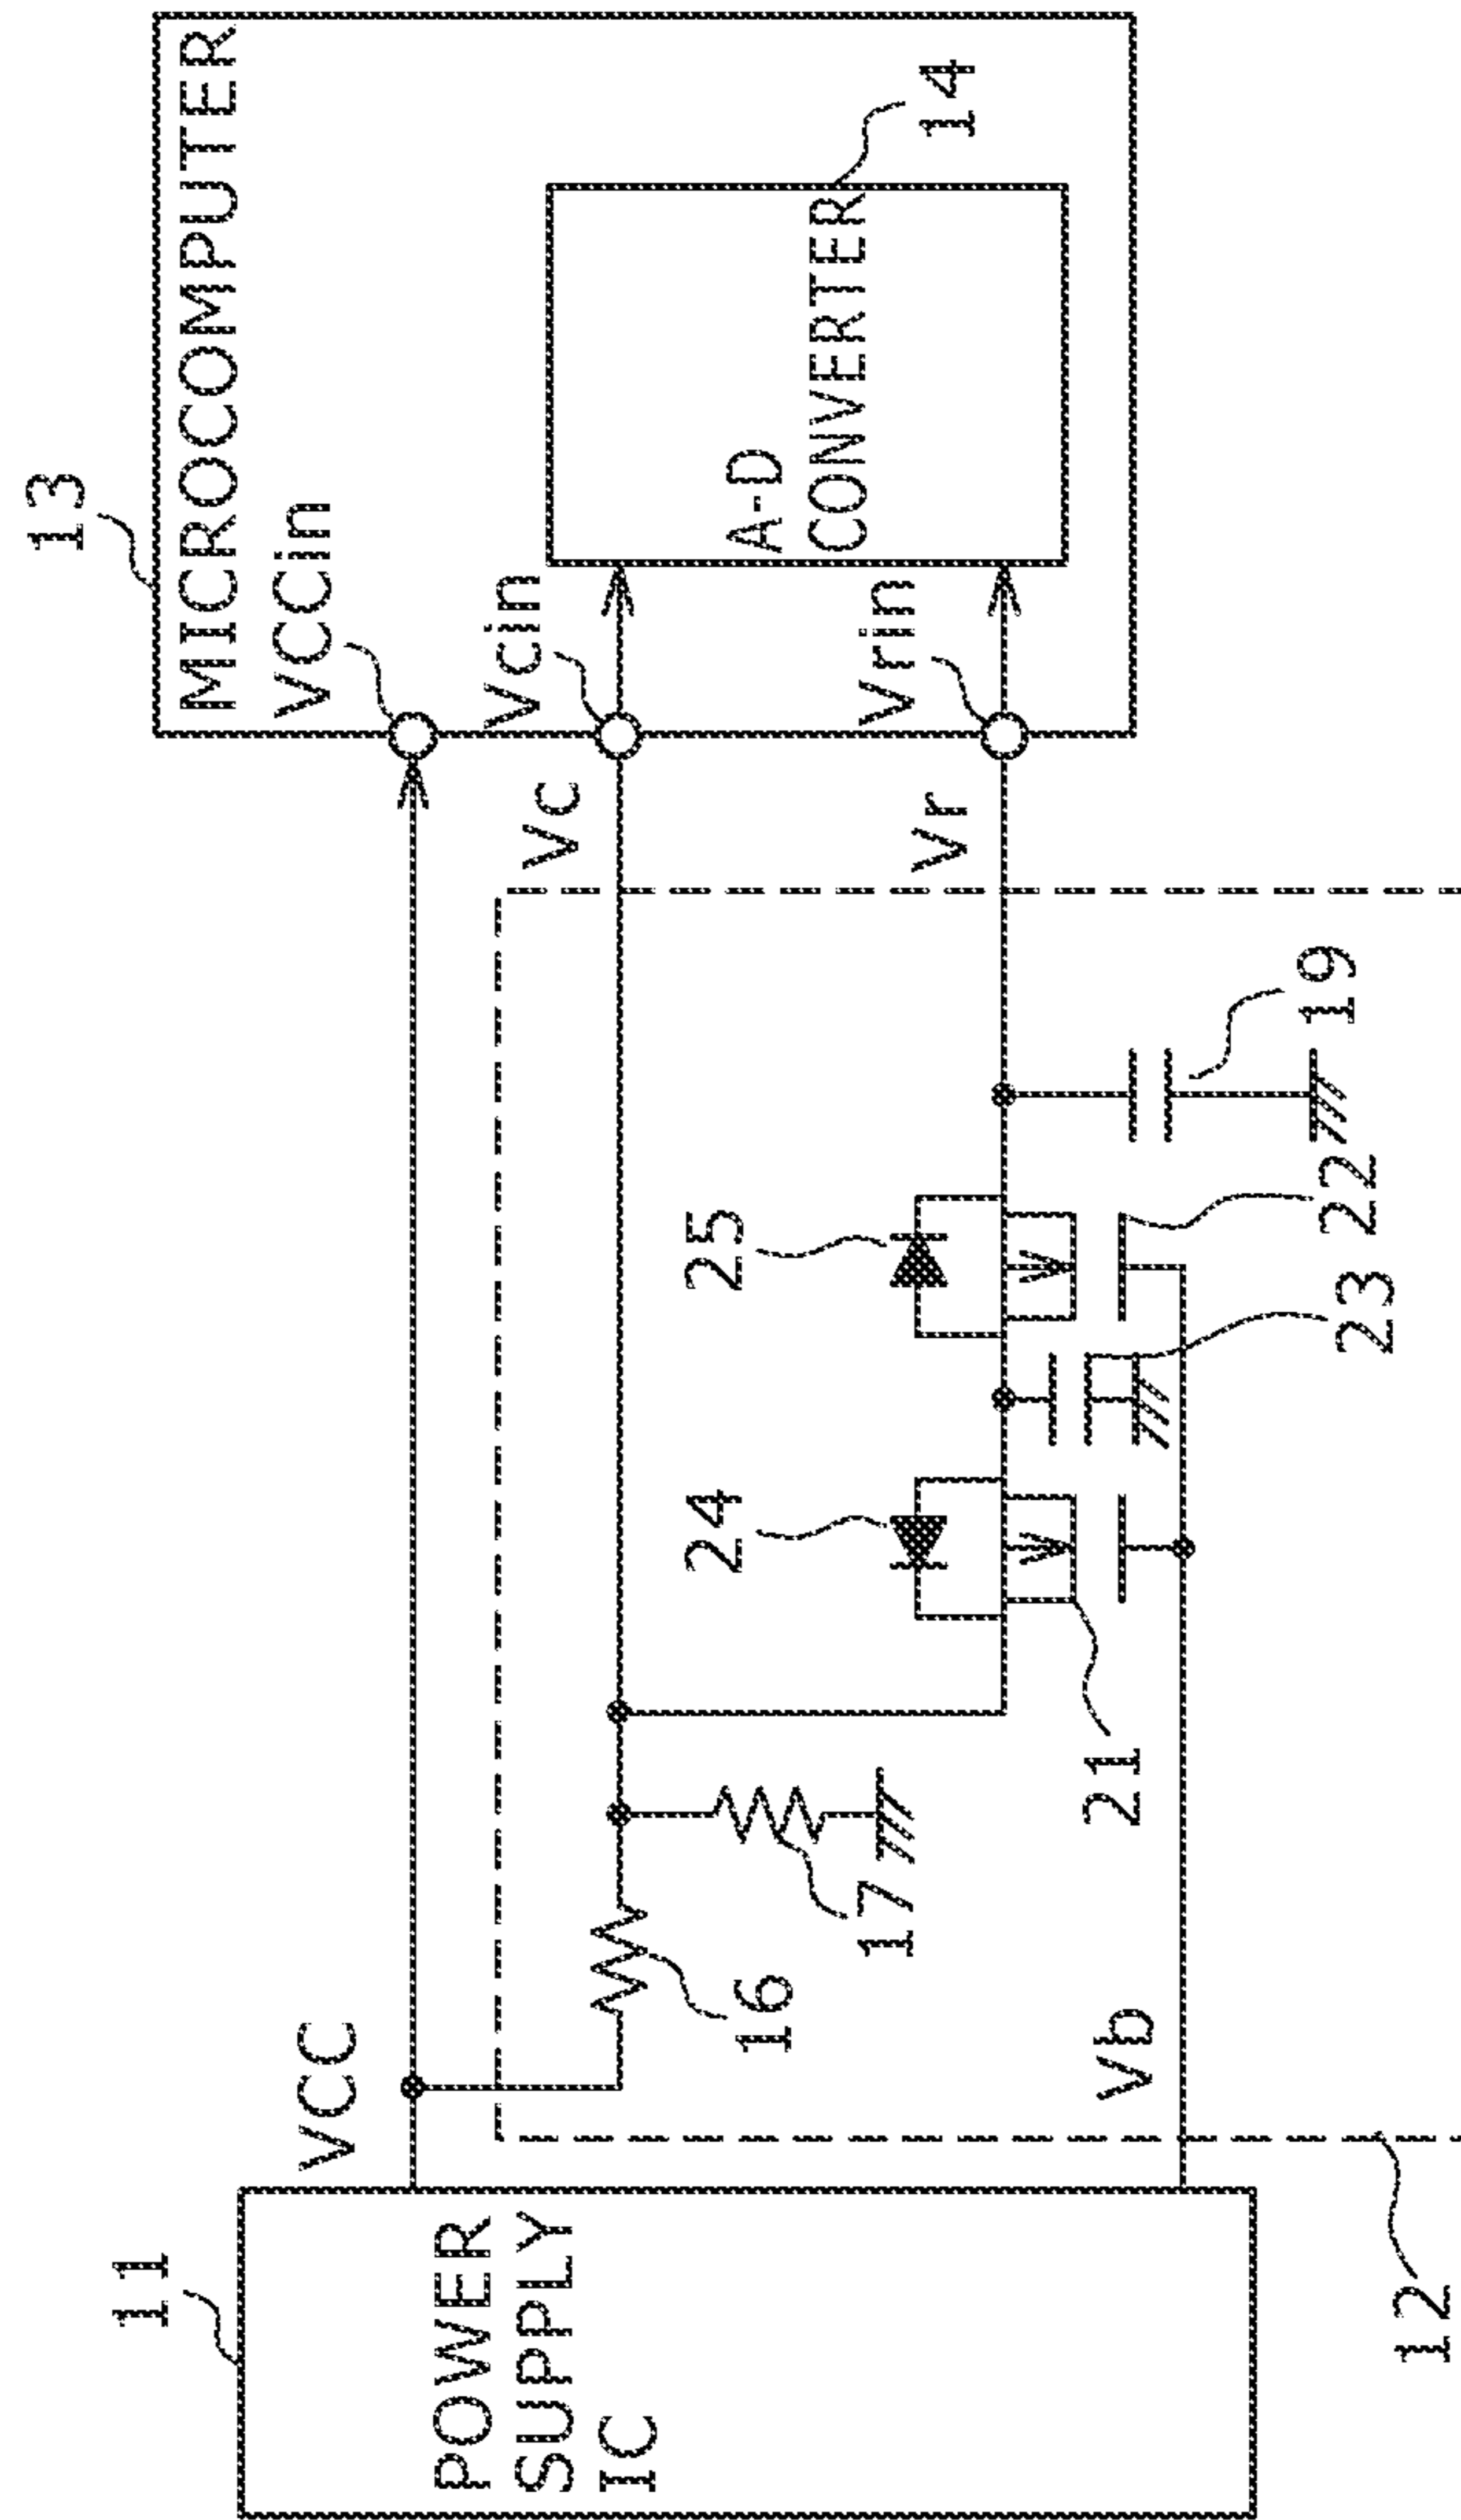 11
POWER
SUPPLY
IC
VCC
12
Vb
16
17
21
24
25
23
22
19
Vc
Vr
13
MICROCOMPUTER
VCCin
Vcin
Vrin
A-D
CONVERTER
14